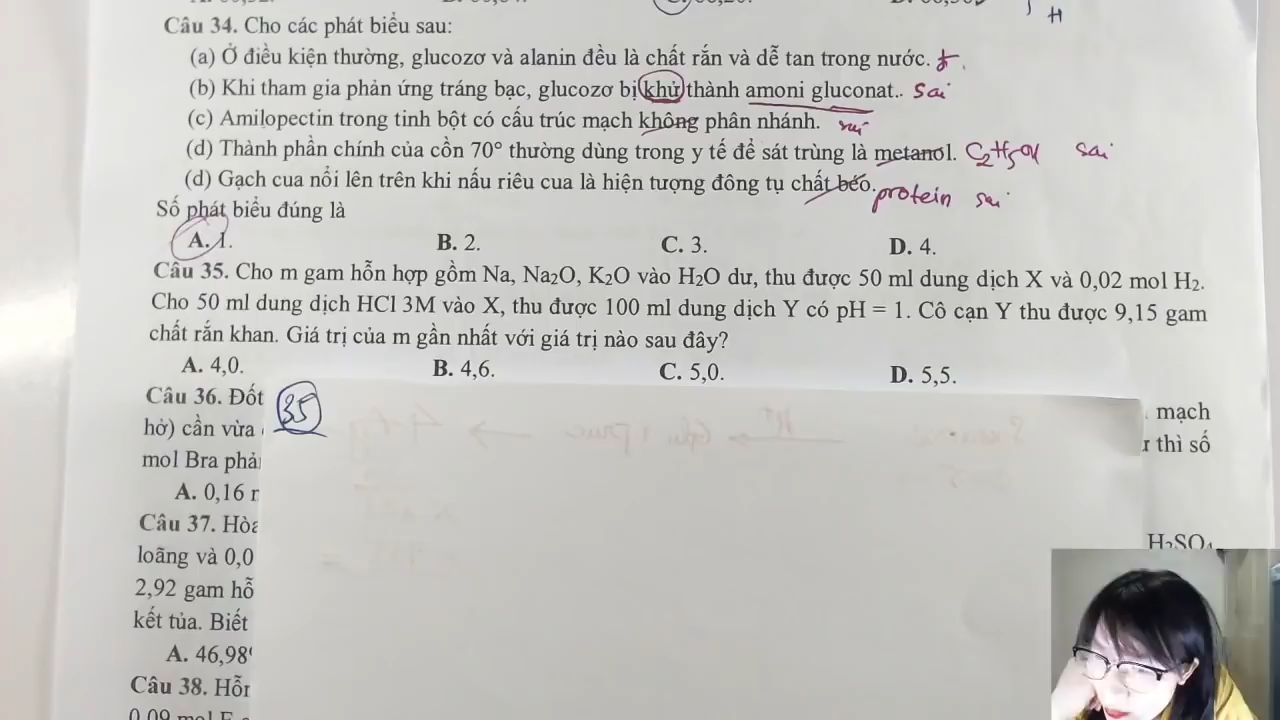 Câu 34. Cho các phát biểu sau:
(a) Ở điều kiện thường, glucozơ và alanin đều là chất rắn và dễ tan trong nước. đ.
(b) Khi tham gia phản ứng tráng bạc, glucozơ bị khử thành amoni gluconat.. sai
(c) Amilopectin trong tinh bột có cấu trúc mạch không phân nhánh. sai
(d) Thành phần chính của cồn 70° thường dùng trong y tế để sát trùng là metanol. C₂H₅OH sai
(d) Gạch cua nổi lên trên khi nấu riêu cua là hiện tượng đông tụ chất béo. protein sai
Số phát biểu đúng là
A. 1. B. 2. C. 3. D. 4.
Câu 35. Cho m gam hỗn hợp gồm Na, Na₂O, K₂O vào H₂O dư, thu được 50 ml dung dịch X và 0,02 mol H₂.
Cho 50 ml dung dịch HCl 3M vào X, thu được 100 ml dung dịch Y có pH = 1. Cô cạn Y thu được 9,15 gam
chất rắn khan. Giá trị của m gần nhất với giá trị nào sau đây?
A. 4,0. B. 4,6. C. 5,0. D. 5,5.
Câu 36. Đốt
35
mạch
hở) cần vừa
thì số
mol Bra
A. 0,16
Câu 37.
H₂SO₄
loãng và 0,0
2,92 gam hỗ
kết tủa. Biết
A. 46,98
Câu 38.